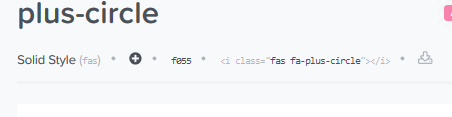 plus-circle
Solid Style (fas) • • f055 • <i class="fas fa-plus-circle"></i> •